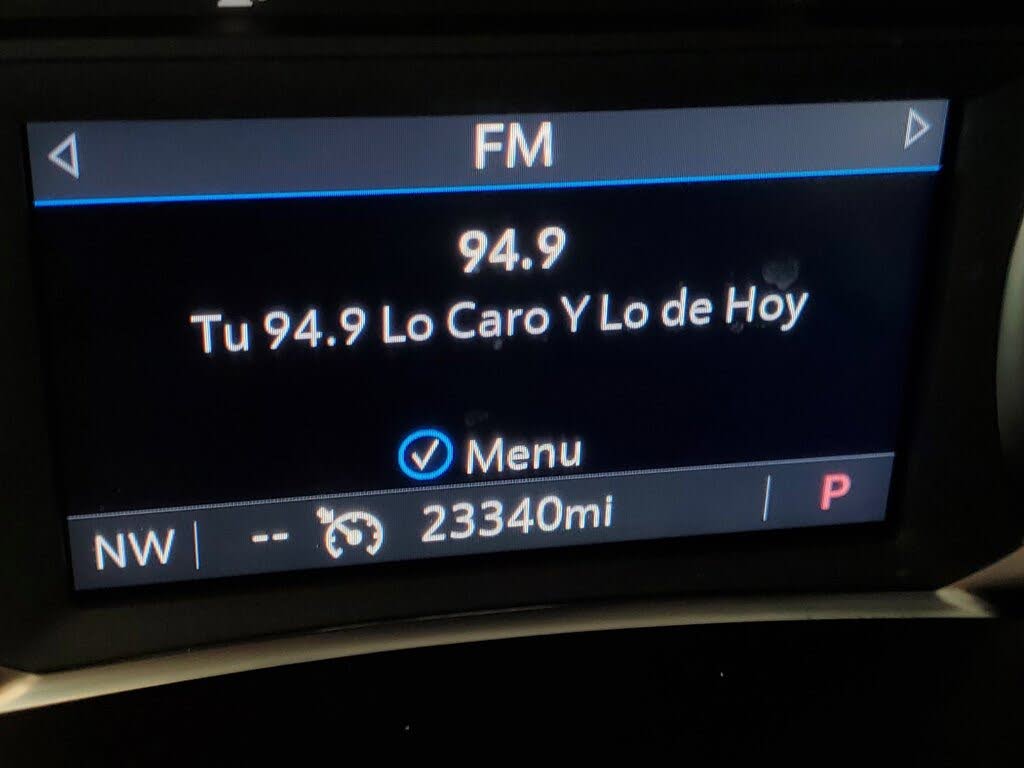 FM
94.9
Tu 94.9 Lo Caro Y Lo de Hoy
Menu
NW -- 23340mi P